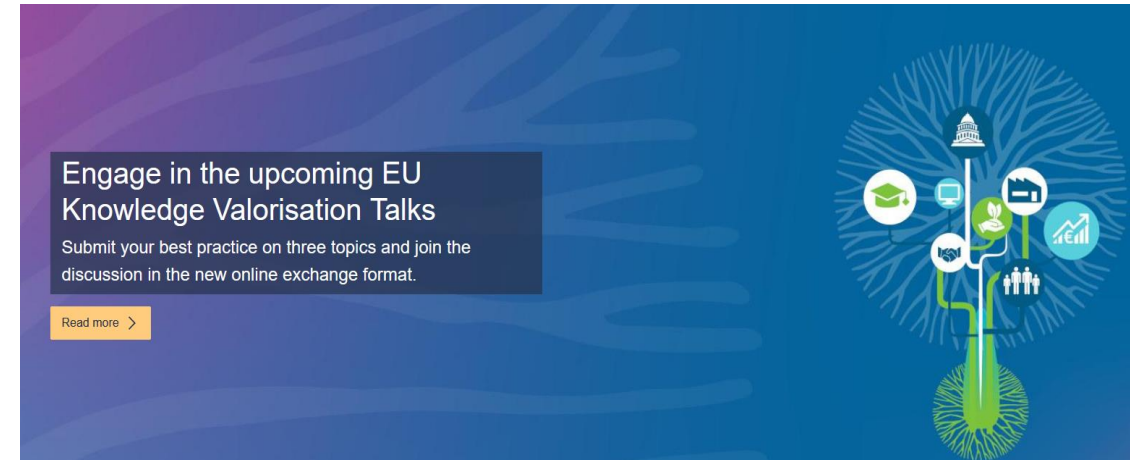 Engage in the upcoming EU
Knowledge Valorisation Talks
Submit your best practice on three topics and join the
discussion in the new online exchange format.
Read more
€